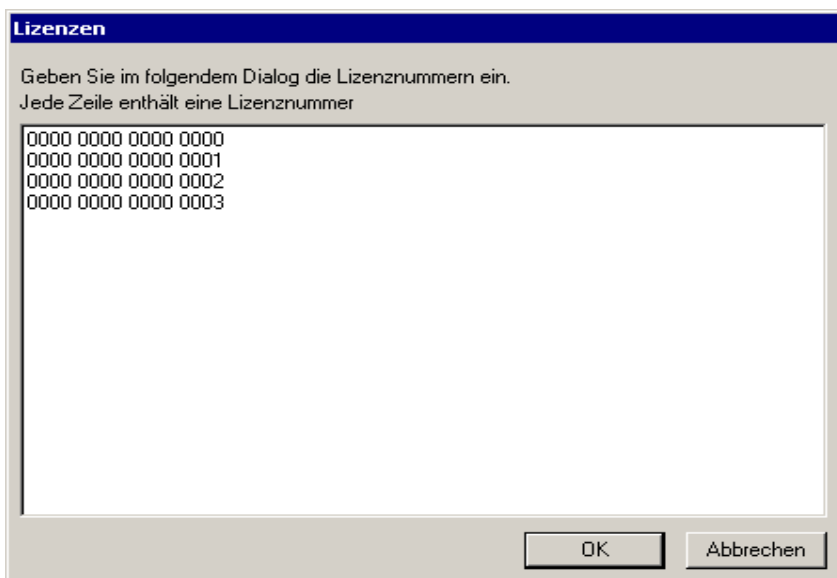 Lizenzen
Geben Sie im folgendem Dialog die Lizenznummern ein.
Jede Zeile enthält eine Lizenznummer
0000 0000 0000 0000
0000 0000 0000 0001
0000 0000 0000 0002
0000 0000 0000 0003
OK Abbrechen